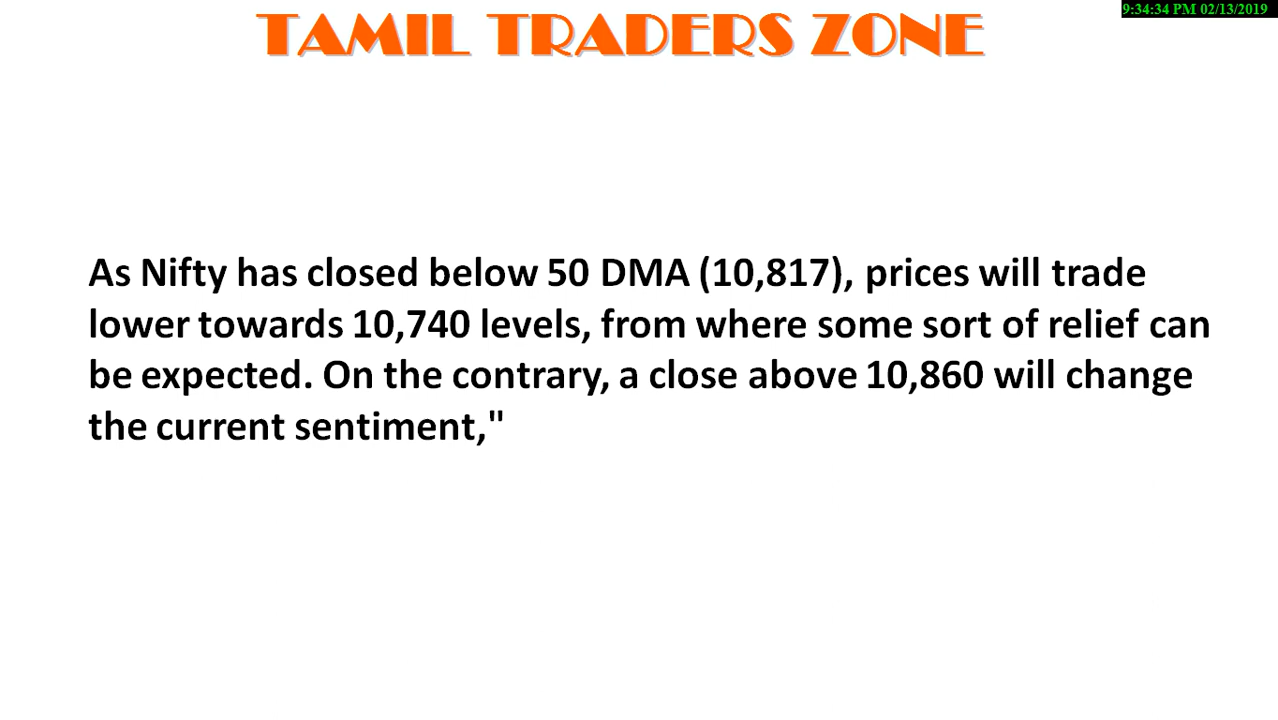 9:34:34 PM 02/13/2019
TAMIL TRADERS ZONE
As Nifty has closed below 50 DMA (10,817), prices will trade
lower towards 10,740 levels, from where some sort of relief can
be expected. On the contrary, a close above 10,860 will change
the current sentiment,"